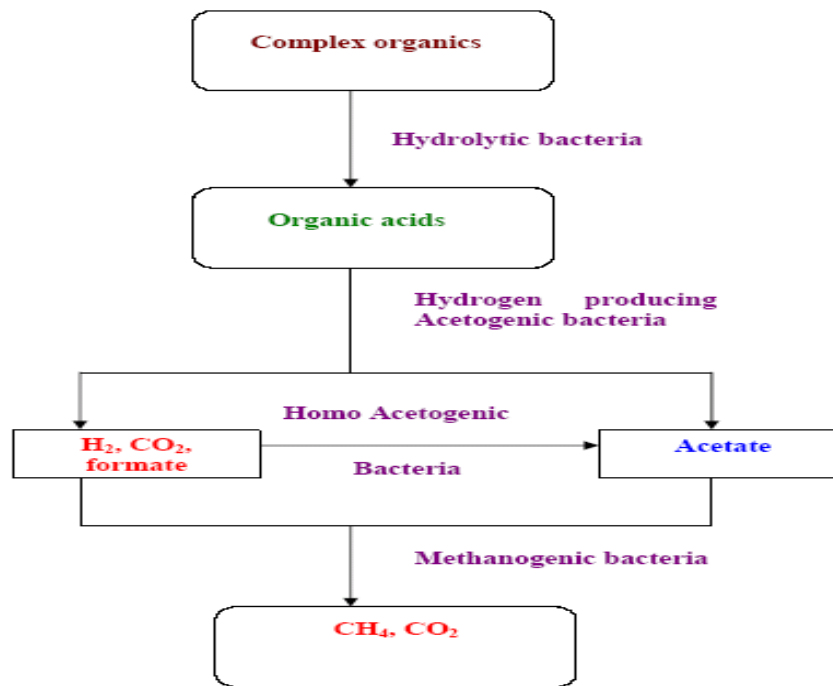 Complex organics
Hydrolytic bacteria
Organic acids
Hydrogen producing
Acetogenic bacteria
Homo Acetogenic
H₂, CO₂,
formate
Acetate
Bacteria
Methanogenic bacteria
CH₄, CO₂